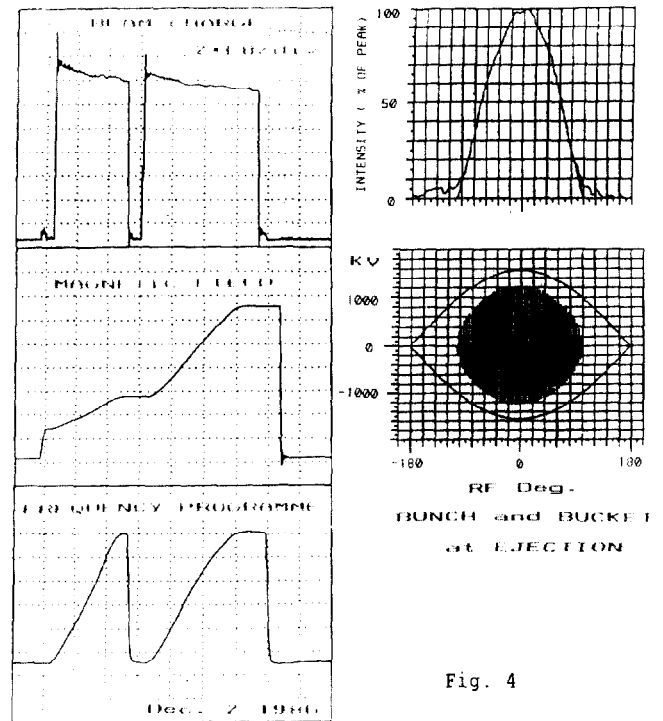 BEAM CHARGE
MAGNETIC FIELD
FREQUENCY PROGRAMME
Dec. 2 1986
INTENSITY ( % OF PEAK)
100
50
0
KV
1000
0
-1000
-180
0
180
RF Deg.
BUNCH and BUCKET
at EJECTION
Fig. 4